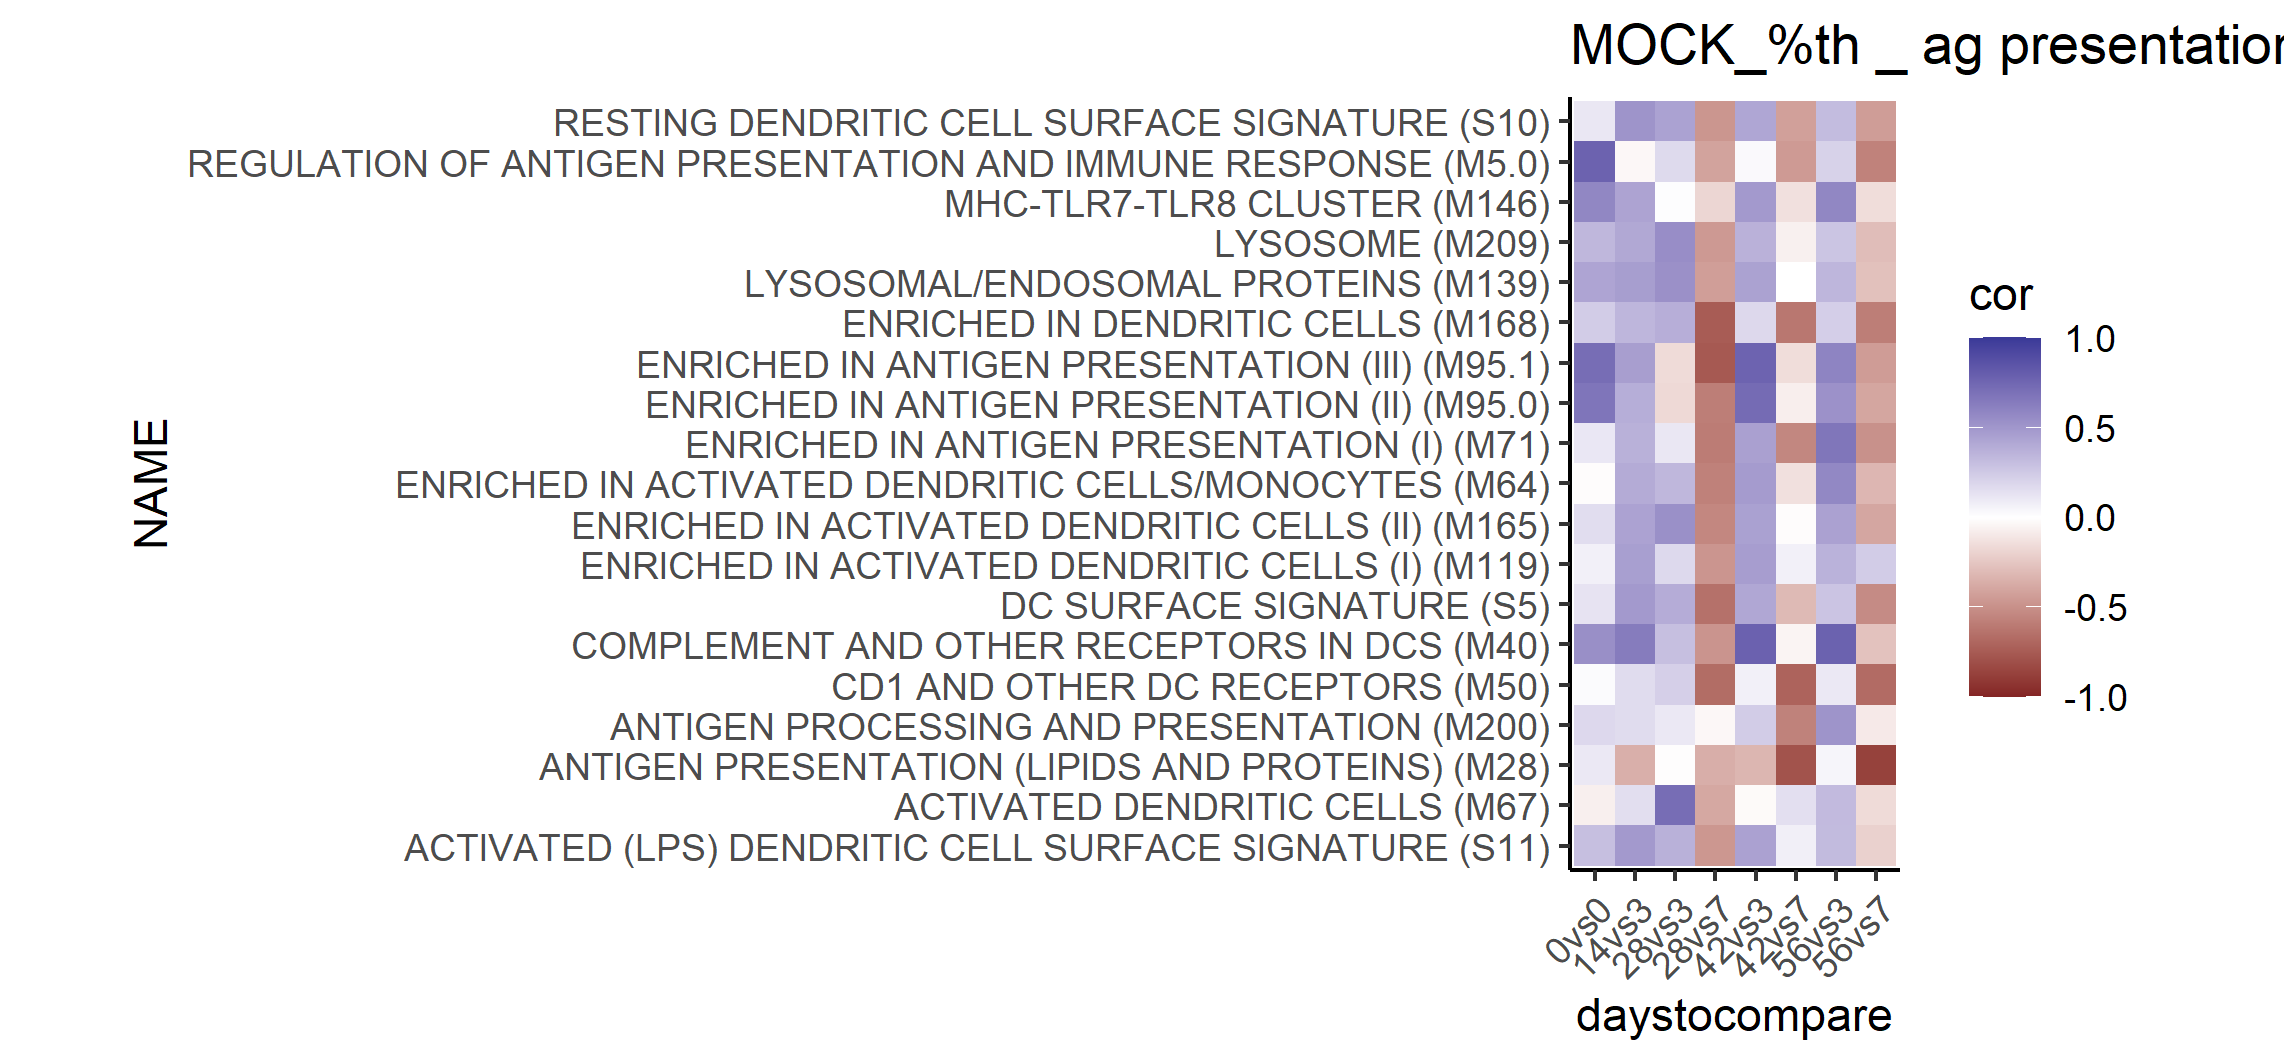 MOCK_%th _ ag presentation
RESTING DENDRITIC CELL SURFACE SIGNATURE (S10)
REGULATION OF ANTIGEN PRESENTATION AND IMMUNE RESPONSE (M5.0)
MHC-TLR7-TLR8 CLUSTER (M146)
LYSOSOME (M209)
LYSOSOMAL/ENDOSOMAL PROTEINS (M139)
ENRICHED IN DENDRITIC CELLS (M168)
ENRICHED IN ANTIGEN PRESENTATION (III) (M95.1)
ENRICHED IN ANTIGEN PRESENTATION (II) (M95.0)
ENRICHED IN ANTIGEN PRESENTATION (I) (M71)
ENRICHED IN ACTIVATED DENDRITIC CELLS/MONOCYTES (M64)
ENRICHED IN ACTIVATED DENDRITIC CELLS (II) (M165)
ENRICHED IN ACTIVATED DENDRITIC CELLS (I) (M119)
DC SURFACE SIGNATURE (S5)
COMPLEMENT AND OTHER RECEPTORS IN DCS (M40)
CD1 AND OTHER DC RECEPTORS (M50)
ANTIGEN PROCESSING AND PRESENTATION (M200)
ANTIGEN PRESENTATION (LIPIDS AND PROTEINS) (M28)
ACTIVATED DENDRITIC CELLS (M67)
ACTIVATED (LPS) DENDRITIC CELL SURFACE SIGNATURE (S11)
NAME
0vs0
14vs3
28vs3
28vs7
42vs3
42vs7
56vs3
56vs7
daystocompare
cor
1.0
0.5
0.0
-0.5
-1.0